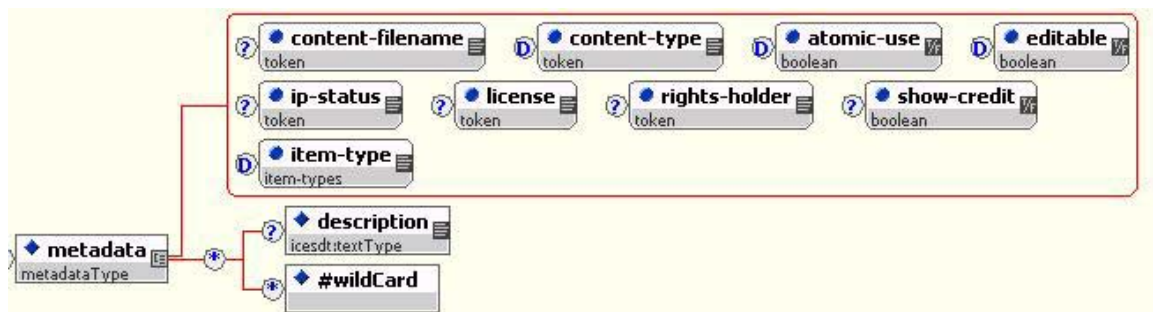 ? content-filename D content-type D atomic-use T/F D editable T/F
token token boolean boolean
? ip-status ? license ? rights-holder ? show-credit T/F
token token token boolean
D item-type
item-types
? description
icesdt:textType
metadata *
metadataType
* #wildCard